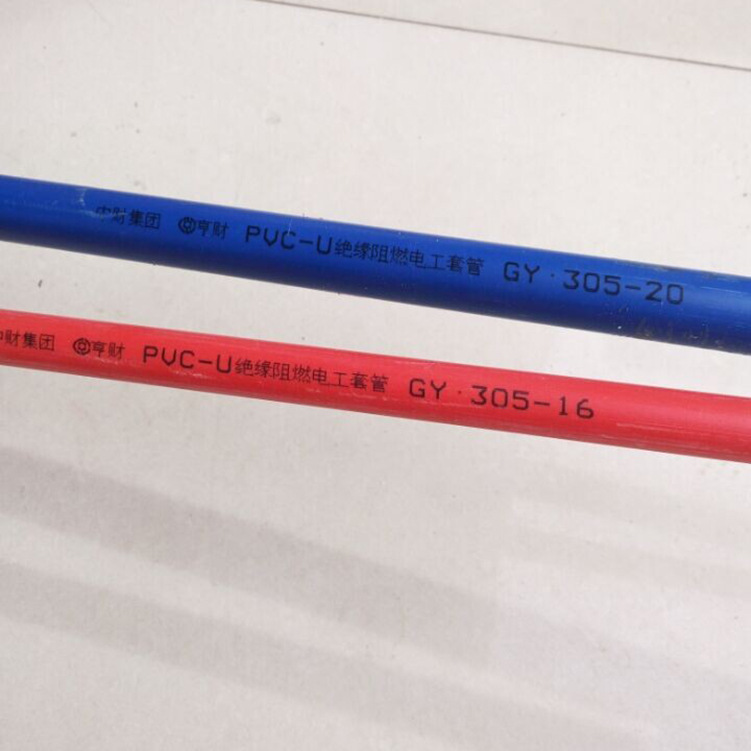 中财集团 亨财 PVC-U绝缘阻燃电工套管 GY·305-20
中财集团 亨财 PVC-U绝缘阻燃电工套管 GY·305-16